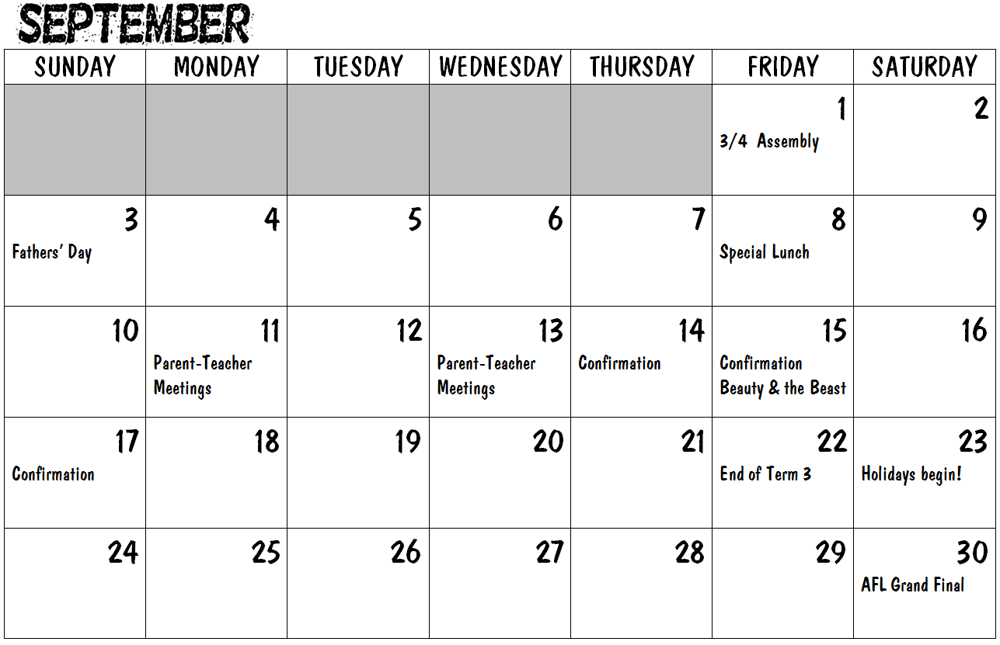 SEPTEMBER
SUNDAY MONDAY TUESDAY WEDNESDAY THURSDAY FRIDAY SATURDAY
1 2
3/4 Assembly
3 4 5 6 7 8 9
Fathers’ Day Special Lunch
10 11 12 13 14 15 16
Parent-Teacher Parent-Teacher Confirmation Confirmation
Meetings Meetings Beauty & the Beast
17 18 19 20 21 22 23
Confirmation End of Term 3 Holidays begin!
24 25 26 27 28 29 30
AFL Grand Final